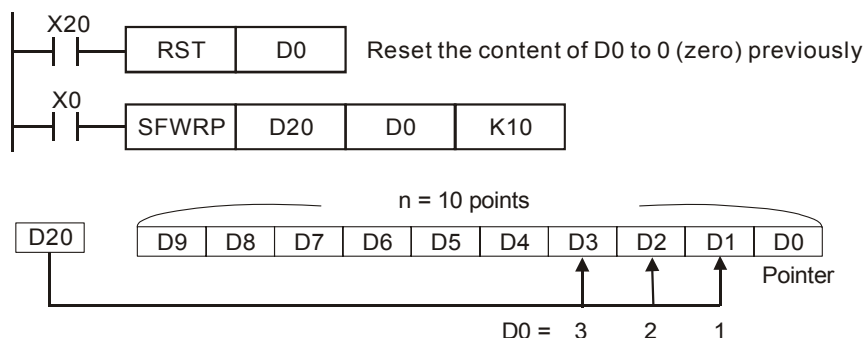 X20
RST D0 Reset the content of D0 to 0 (zero) previously
X0
SFWRP D20 D0 K10
n = 10 points
D20 D9 D8 D7 D6 D5 D4 D3 D2 D1 D0
Pointer
D0 = 3 2 1